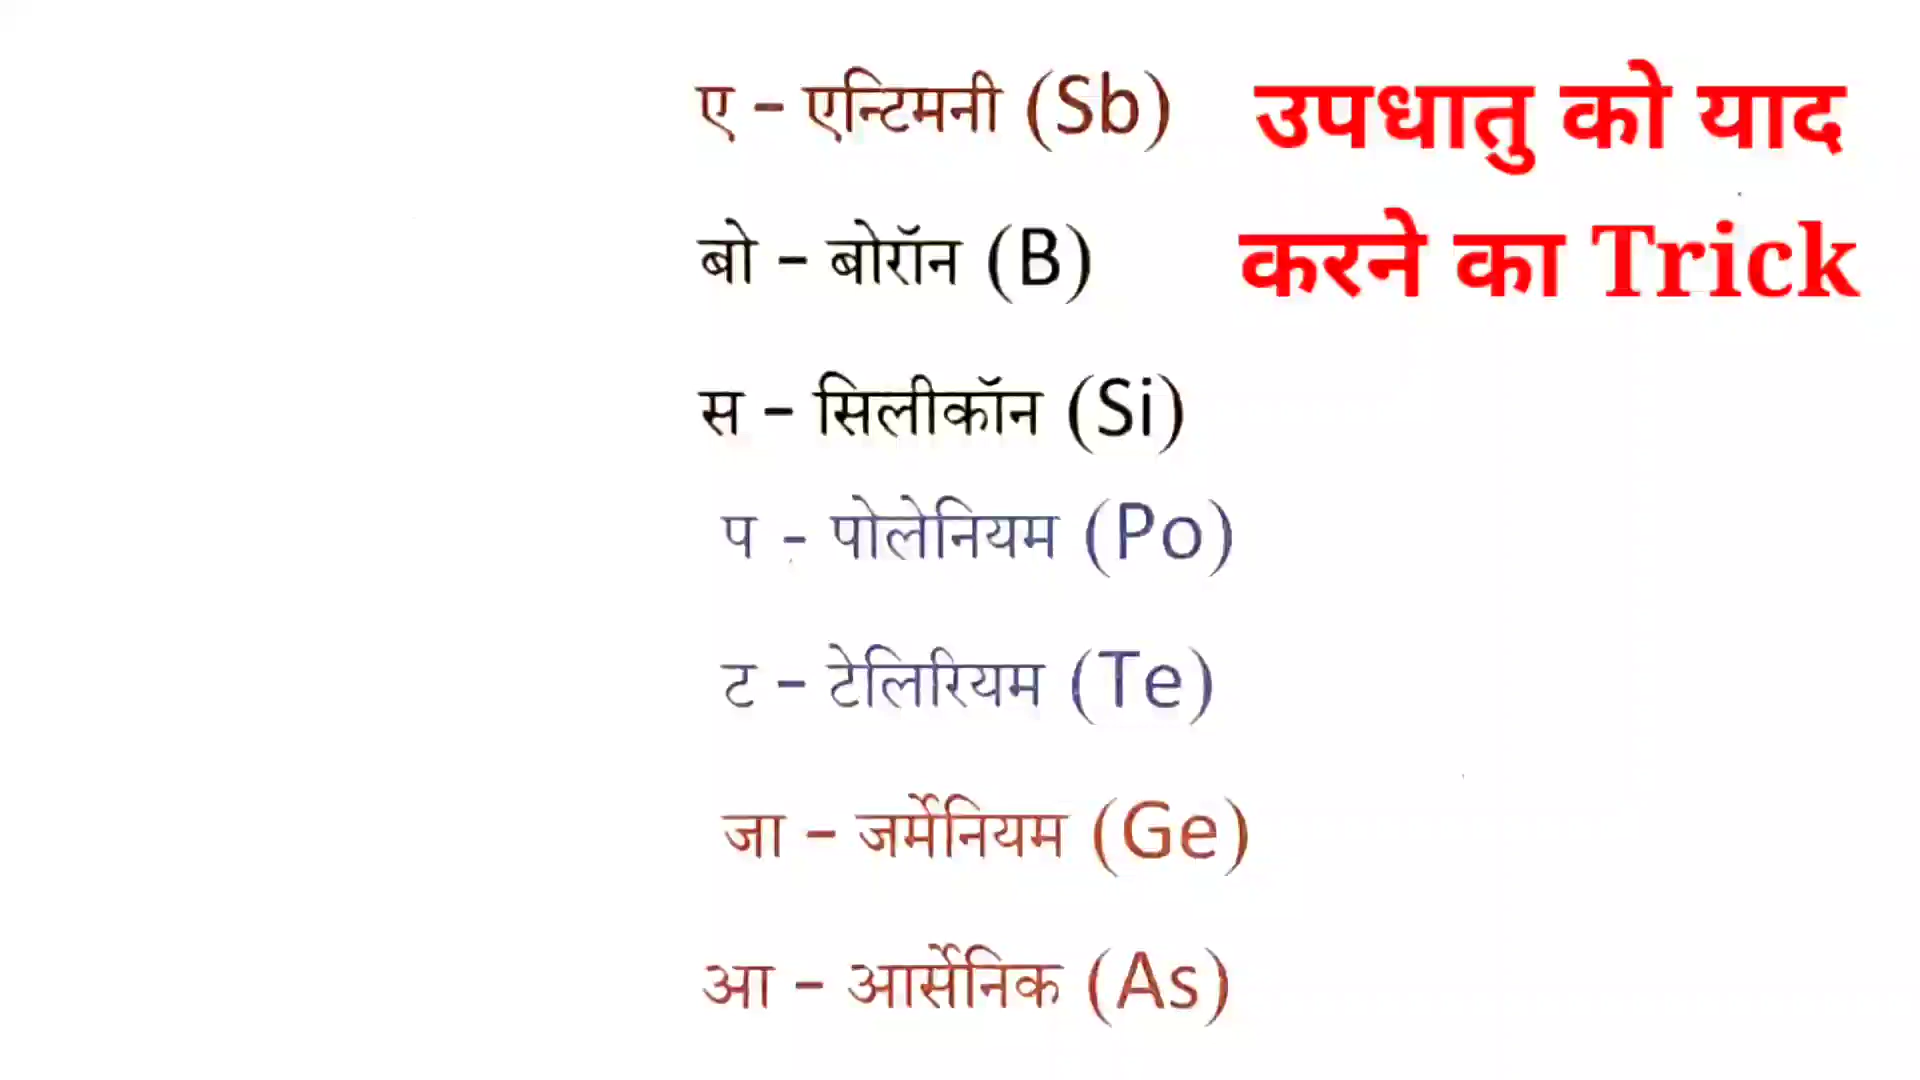 ए – एन्टिमनी (Sb)
उपधातु को याद
करने का Trick
बो – बोरॉन (B)
स – सिलीकॉन (Si)
प - पोलेनियम (Po)
ट – टेलिरियम (Te)
जा – जर्मेनियम (Ge)
आ – आर्सेनिक (As)